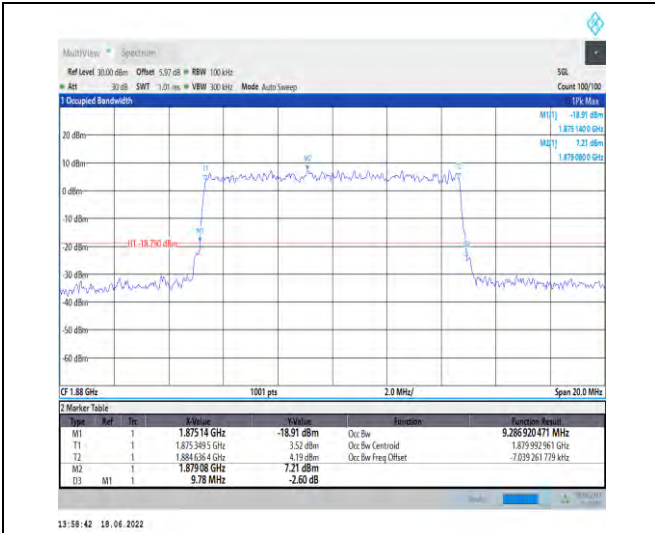 MultiView Spectrum
Ref Level 30.00 dBm Offset 5.97 dB RBW 100 kHz SGL
Att 30 dB SWT 1.01 ms VBW 300 kHz Mode Auto Sweep Count 100/100
1 Occupied Bandwidth 1Pk Max
M1[1] -18.91 dBm
1.875 140 0 GHz
M2[1] 7.21 dBm
1.879 080 0 GHz
20 dBm
10 dBm
T1 M2 T2
0 dBm
-10 dBm
M1
H1 -18.790 dBm
-20 dBm
-30 dBm
-40 dBm
-50 dBm
-60 dBm
CF 1.88 GHz 1001 pts 2.0 MHz/ Span 20.0 MHz
2 Marker Table
Type Ref Trc X-Value Y-Value Function Function Result
M1 1 1.87514 GHz -18.91 dBm Occ Bw 9.286 920 471 MHz
T1 1 1.875 349 5 GHz 3.52 dBm Occ Bw Centroid 1.879 992 961 GHz
T2 1 1.884 636 4 GHz 4.19 dBm Occ Bw Freq Offset -7.039 261 779 kHz
M2 1 1.87908 GHz 7.21 dBm
D3 M1 1 9.78 MHz -2.60 dB
13:58:42 18.06.2022